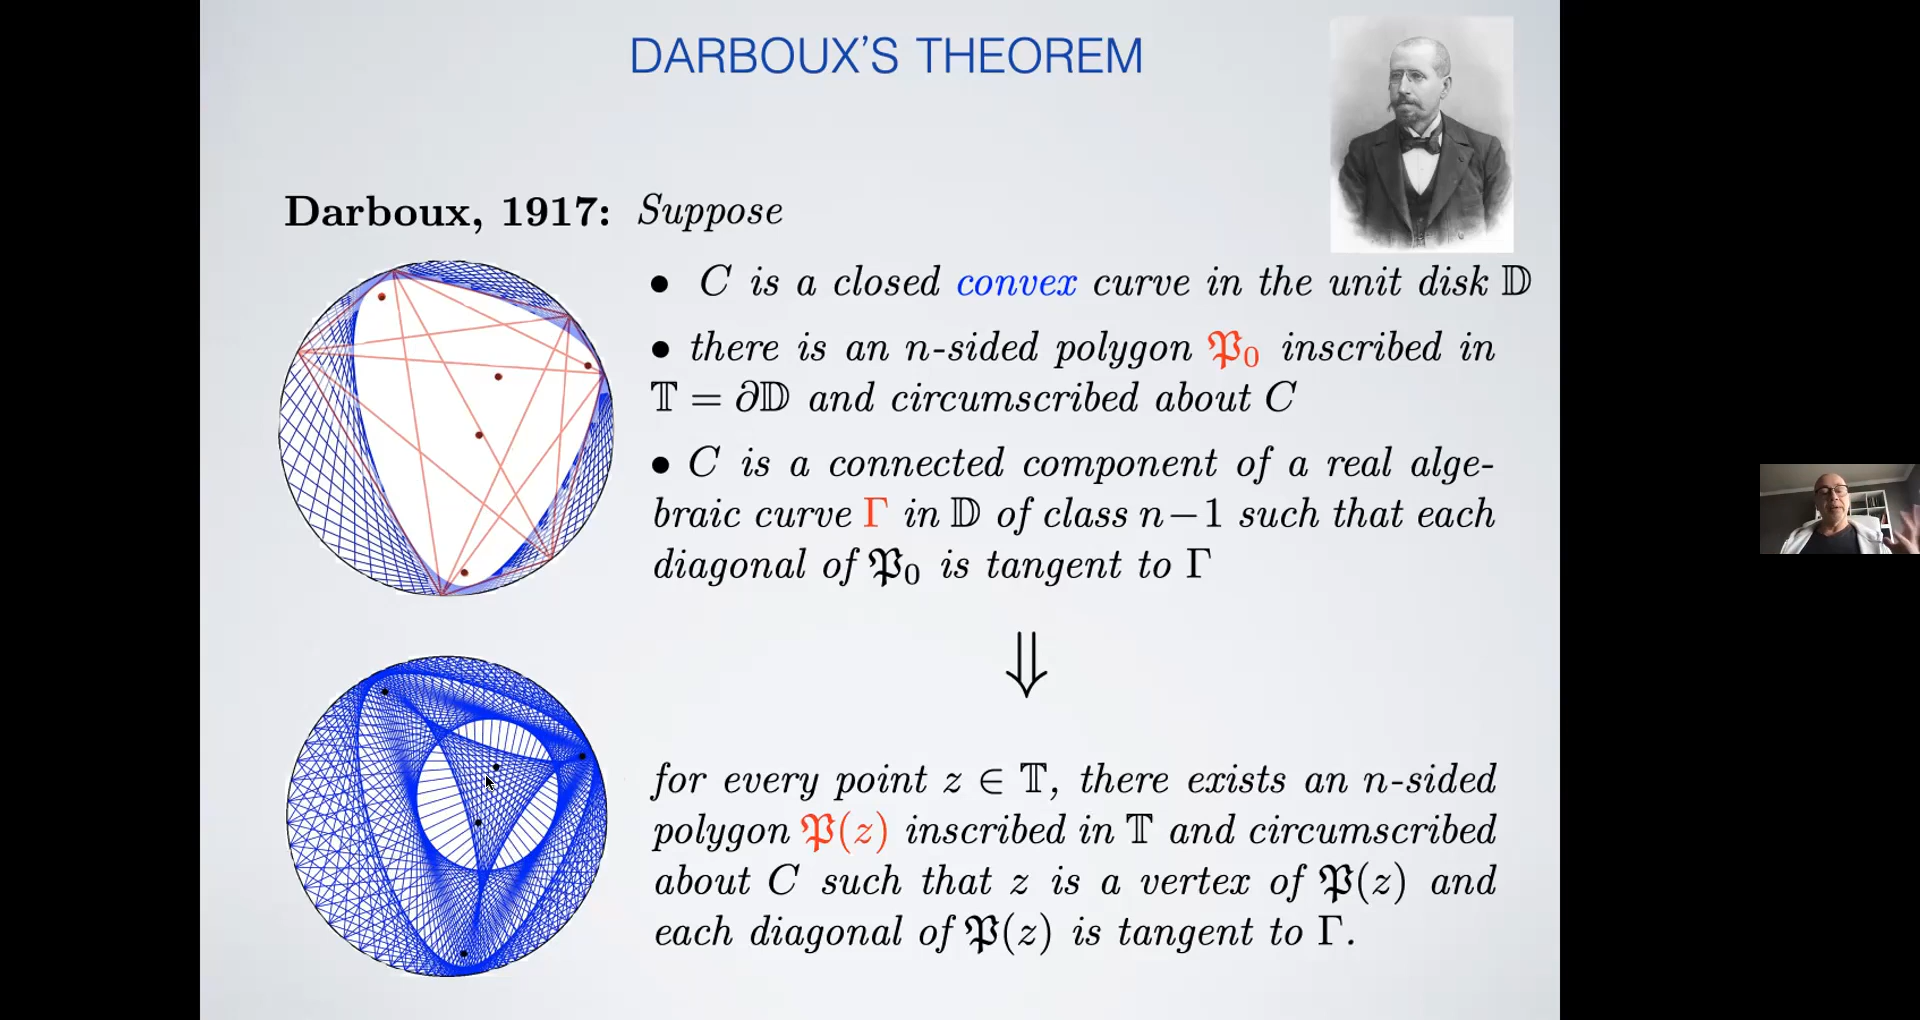 DARBOUX'S THEOREM
Darboux, 1917: Suppose
• C is a closed convex curve in the unit disk 𝔻
• there is an n-sided polygon 𝔓₀ inscribed in
𝕋 = ∂𝔻 and circumscribed about C
• C is a connected component of a real alge-
braic curve Γ in 𝔻 of class n−1 such that each
diagonal of 𝔓₀ is tangent to Γ
⇓
for every point z ∈ 𝕋, there exists an n-sided
polygon 𝔓(z) inscribed in 𝕋 and circumscribed
about C such that z is a vertex of 𝔓(z) and
each diagonal of 𝔓(z) is tangent to Γ.